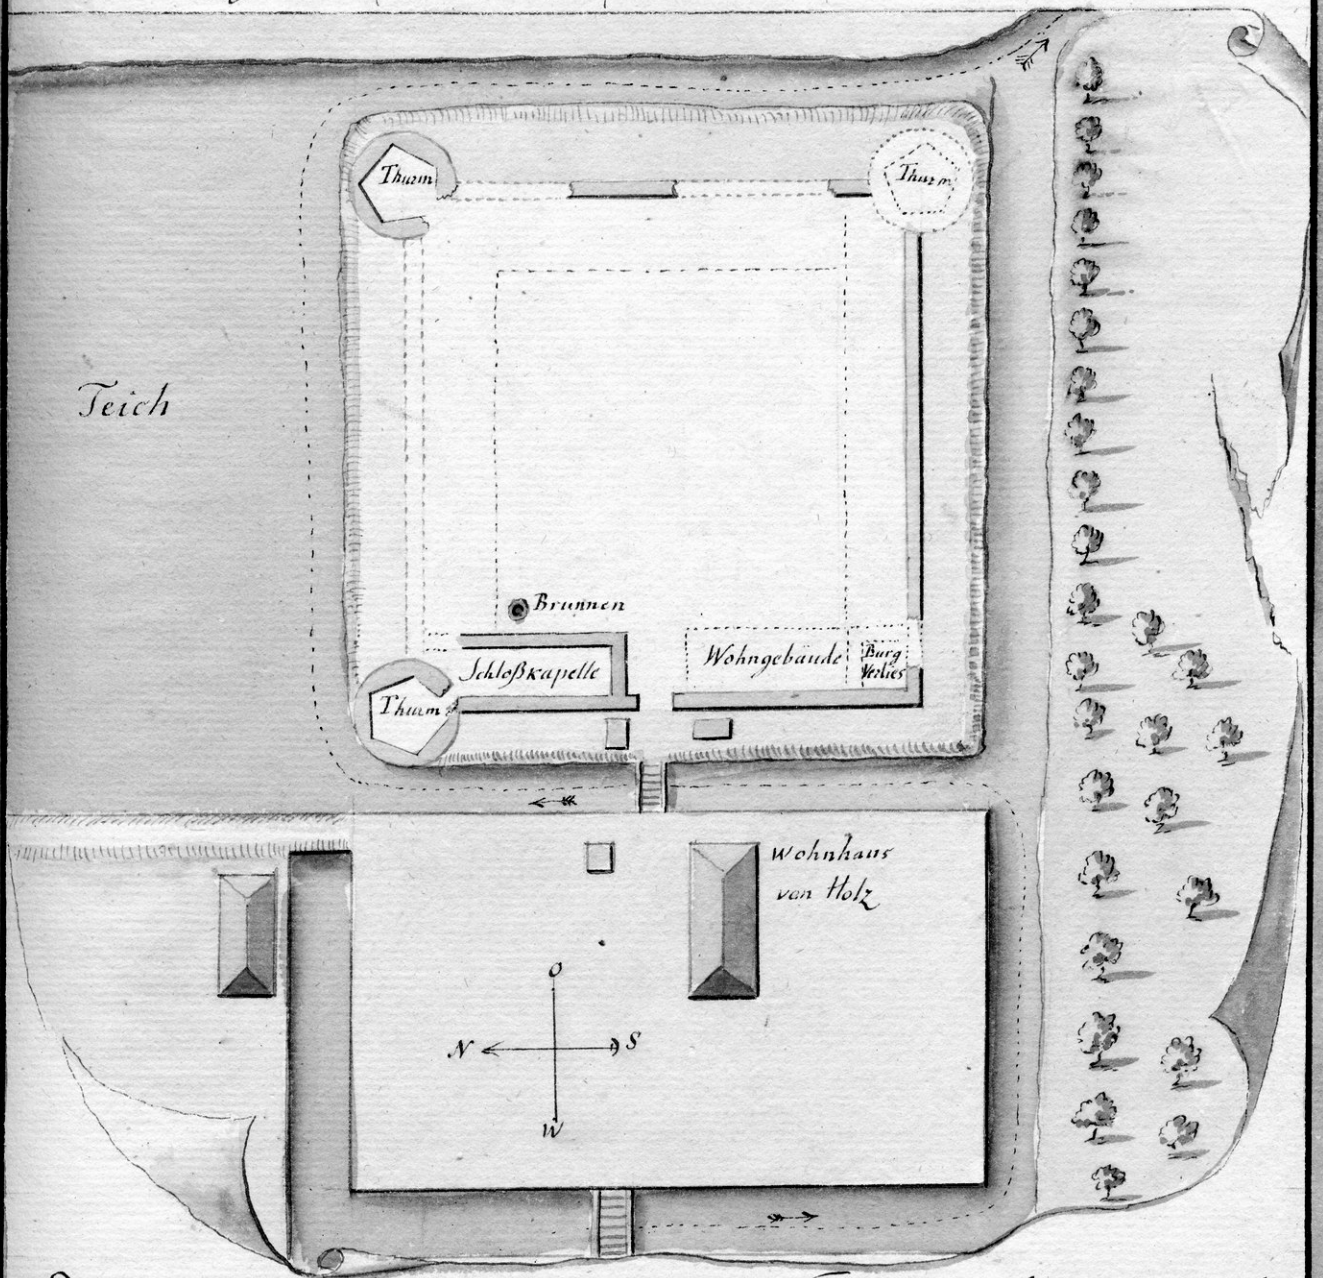 Thurm
Thurm
Teich
Brunnen
Schloßkapelle
Wohngebäude
Burg
Verlies
Thurm
Wohnhaus
von Holz
O
N
S
W